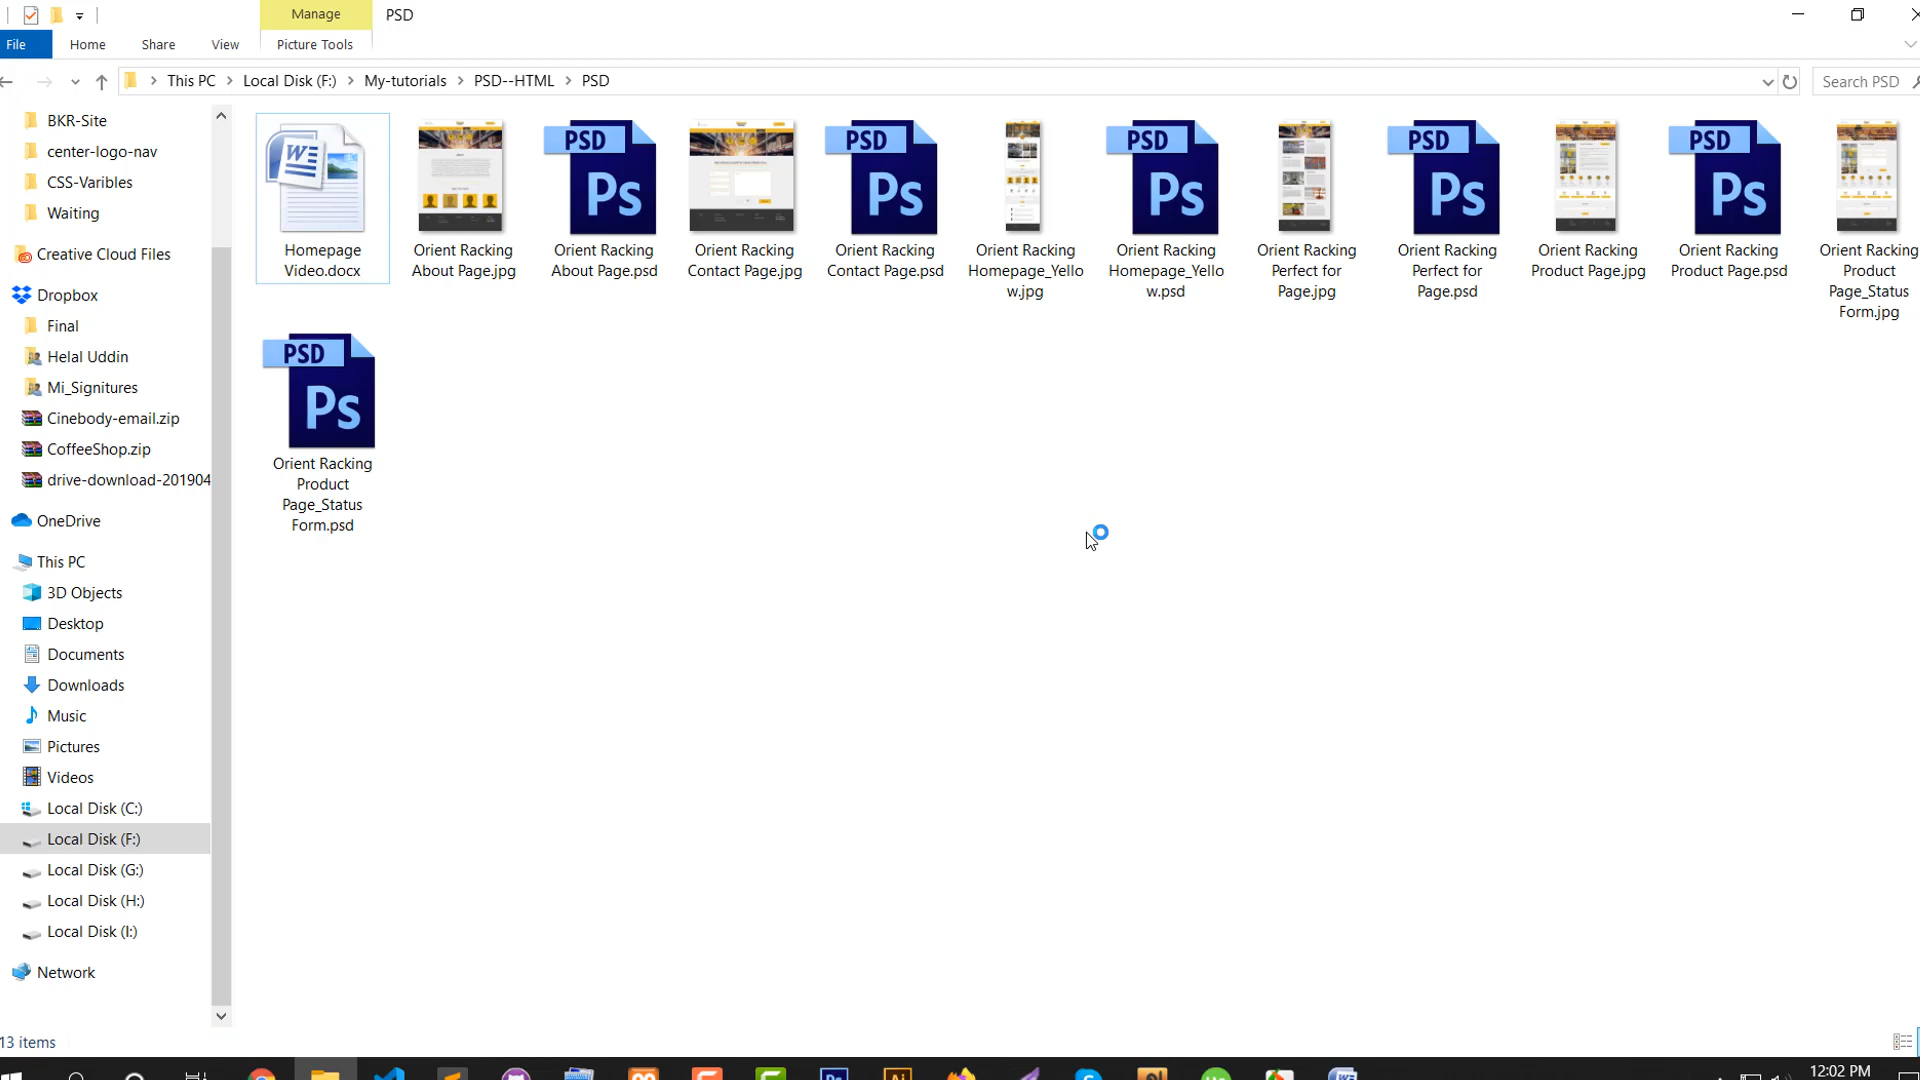 Manage
PSD
File
Home
Share
View
Picture Tools
This PC
Local Disk (F:)
My-tutorials
PSD--HTML
PSD
Search PSD
BKR-Site
center-logo-nav
CSS-Varibles
Waiting
Creative Cloud Files
Dropbox
Final
Helal Uddin
Mi_Signitures
Cinebody-email.zip
CoffeeShop.zip
drive-download-201904
OneDrive
This PC
3D Objects
Desktop
Documents
Downloads
Music
Pictures
Videos
Local Disk (C:)
Local Disk (F:)
Local Disk (G:)
Local Disk (H:)
Local Disk (I:)
Network
W
Homepage
Video.docx
Orient Racking
About Page.jpg
PSD
Ps
Orient Racking
About Page.psd
Orient Racking
Contact Page.jpg
PSD
Ps
Orient Racking
Contact Page.psd
Orient Racking
Homepage_Yello
w.jpg
PSD
Ps
Orient Racking
Homepage_Yello
w.psd
Orient Racking
Perfect for
Page.jpg
PSD
Ps
Orient Racking
Perfect for
Page.psd
Orient Racking
Product Page.jpg
PSD
Ps
Orient Racking
Product Page.psd
Orient Racking
Product
Page_Status
Form.jpg
PSD
Ps
Orient Racking
Product
Page_Status
Form.psd
13 items
12:02 PM